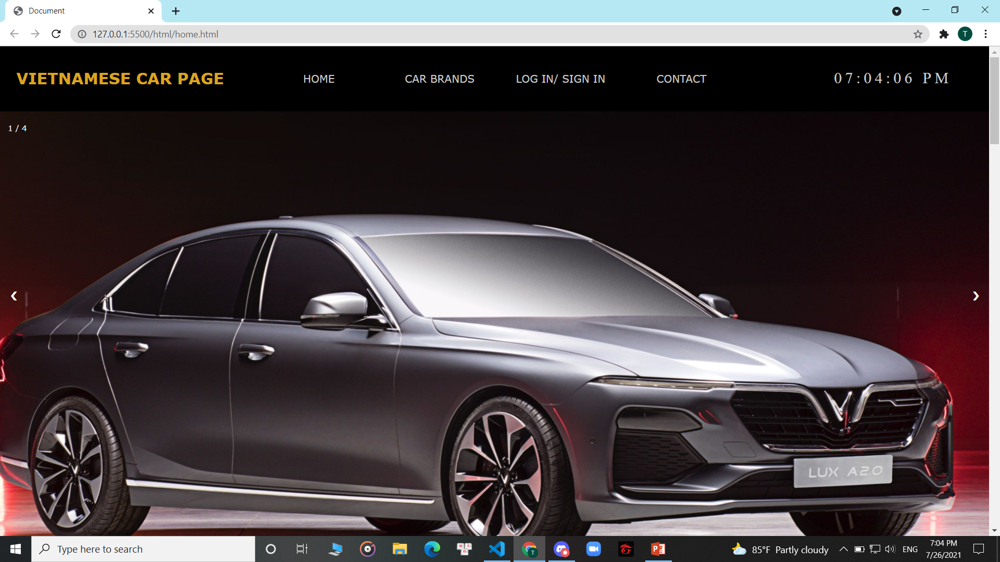 Document
127.0.0.1:5500/html/home.html
T
VIETNAMESE CAR PAGE
HOME
CAR BRANDS
LOG IN/ SIGN IN
CONTACT
07:04:06 PM
1 / 4
LUX A2.0
Type here to search
85°F Partly cloudy
ENG
7:04 PM
7/26/2021